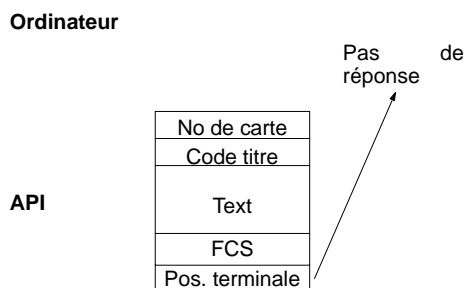 Ordinateur
Pas de
réponse
No de carte
Code titre
API
Text
FCS
Pos. terminale